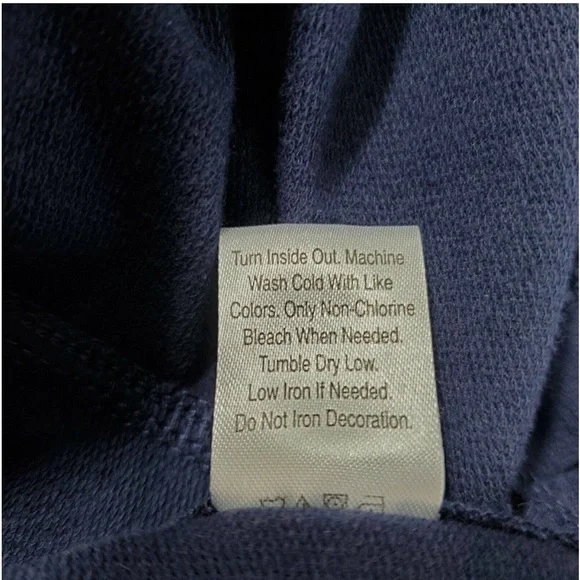 Turn Inside Out. Machine
Wash Cold With Like
Colors. Only Non-Chlorine
Bleach When Needed.
Tumble Dry Low.
Low Iron If Needed.
Do Not Iron Decoration.